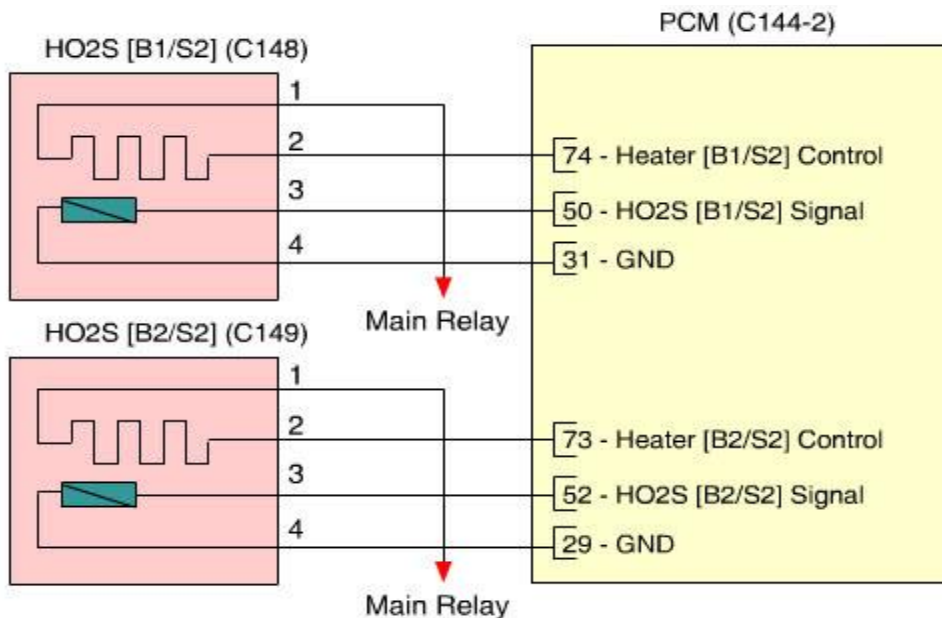 PCM (C144-2)
HO2S [B1/S2] (C148)
1
2
74 - Heater [B1/S2] Control
3
50 - HO2S [B1/S2] Signal
4
31 - GND
Main Relay
HO2S [B2/S2] (C149)
1
2
73 - Heater [B2/S2] Control
3
52 - HO2S [B2/S2] Signal
4
29 - GND
Main Relay